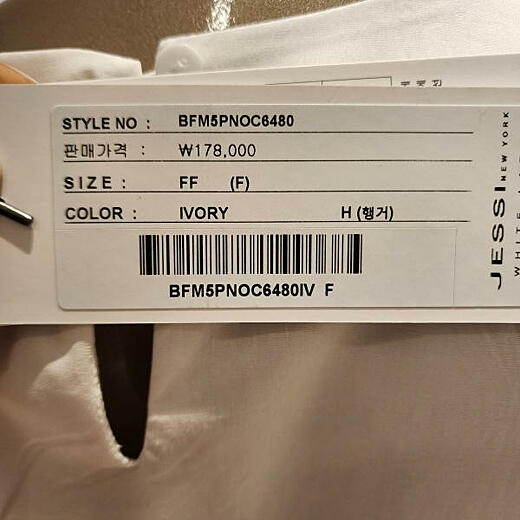 STYLE NO : BFM5PNOC6480
판매가격 : ₩178,000
SIZE : FF (F)
COLOR : IVORY H (행거)
BFM5PNOC6480IV F
JESSI NEW YORK
WHITE